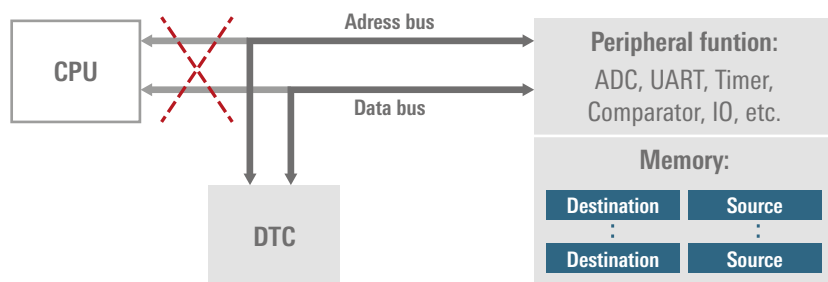 Adress bus
CPU
Data bus
DTC
Peripheral funtion:
ADC, UART, Timer,
Comparator, IO, etc.
Memory:
Destination Source
Destination Source